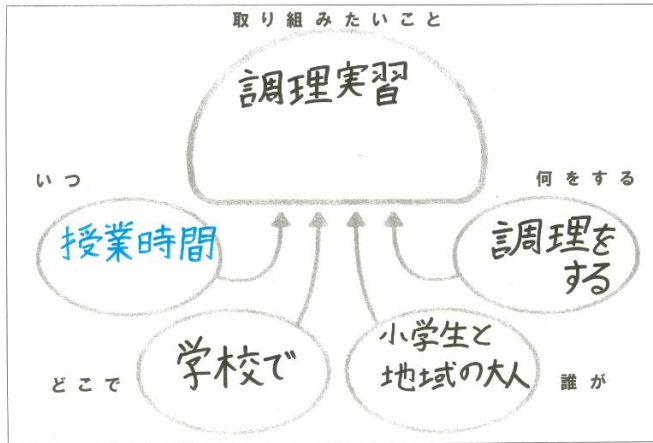 取り組みたいこと
調理実習
いつ
授業時間
何をする
調理を
する
どこで
学校で
小学生と
地域の大人
誰が